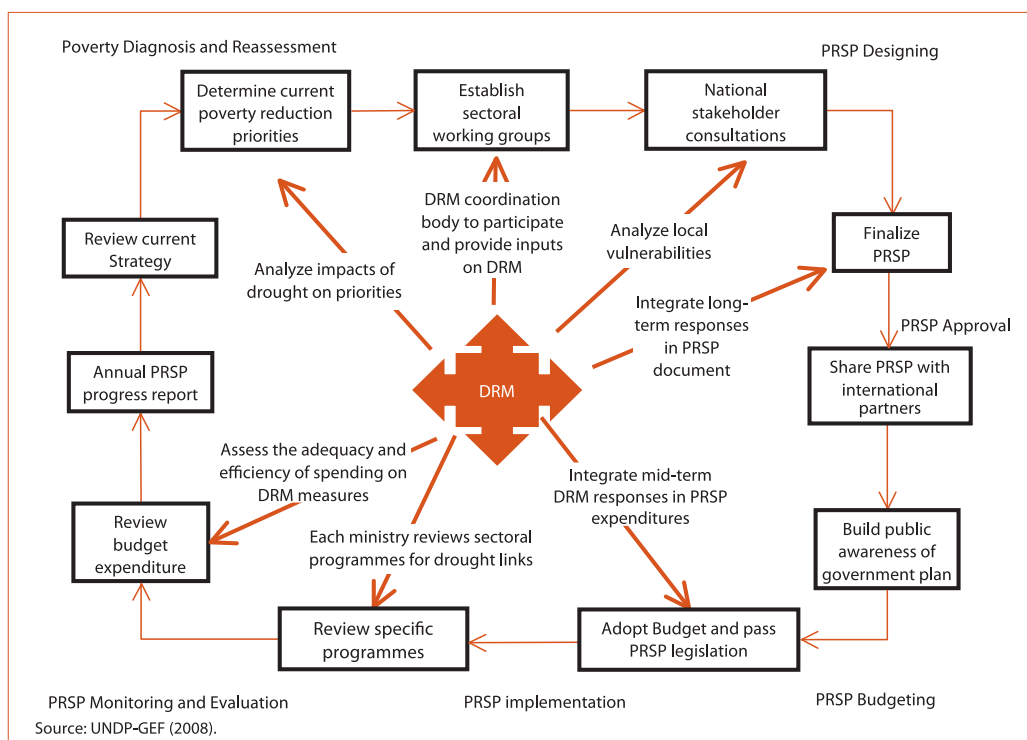 Poverty Diagnosis and Reassessment
PRSP Designing
Determine current
poverty reduction
priorities
Establish
sectoral
working groups
National
stakeholder
consultations
DRM coordination
body to participate
and provide inputs
on DRM
Analyze local
vulnerabilities
Review current
Strategy
Finalize
PRSP
Analyze impacts of
drought on priorities
Integrate long-
term responses
in PRSP
document
PRSP Approval
Annual PRSP
progress report
DRM
Share PRSP with
international
partners
Assess the adequacy and
efficiency of spending on
DRM measures
Integrate mid-term
DRM responses in PRSP
expenditures
Review
budget
expenditure
Each ministry reviews sectoral
programmes for drought links
Build public
awareness of
government plan
Review specific
programmes
Adopt Budget and pass
PRSP legislation
PRSP Monitoring and Evaluation
PRSP implementation
PRSP Budgeting
Source: UNDP-GEF (2008).